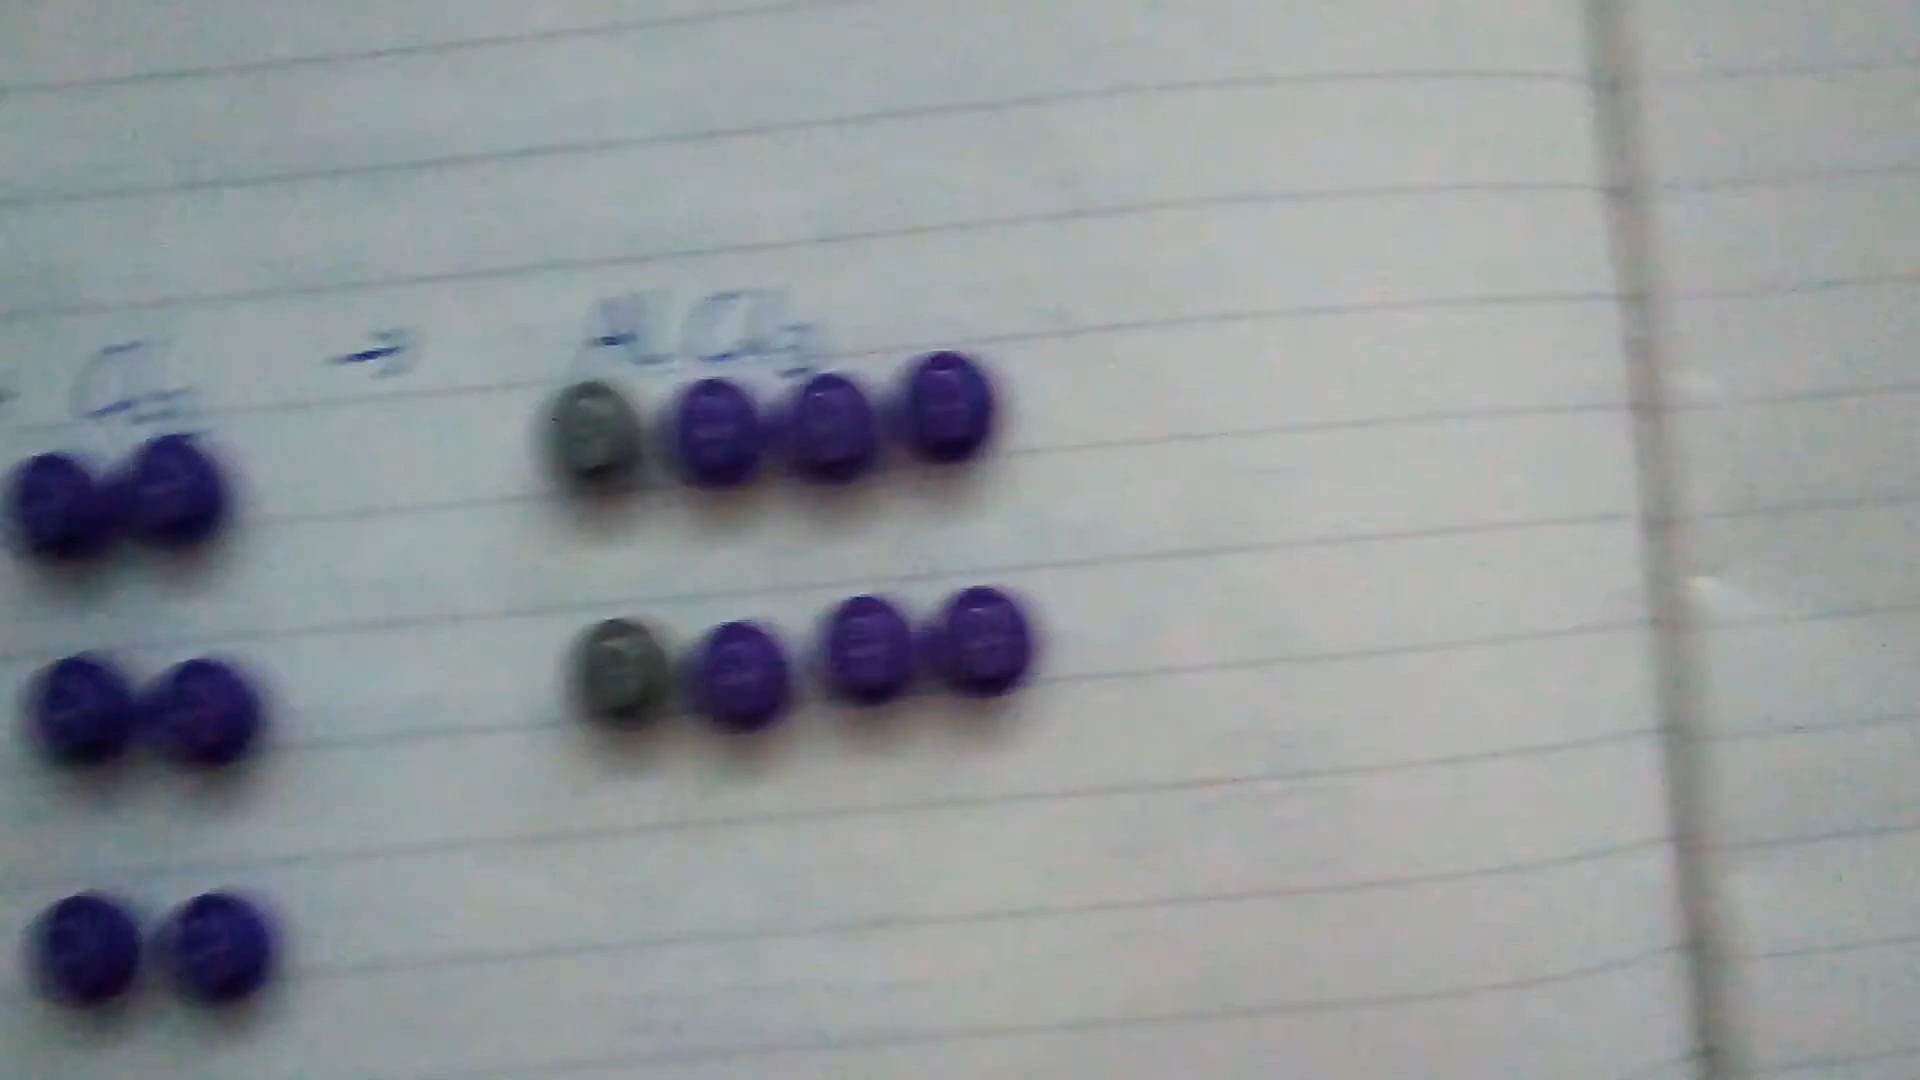 Cl₂ → AlCl₃